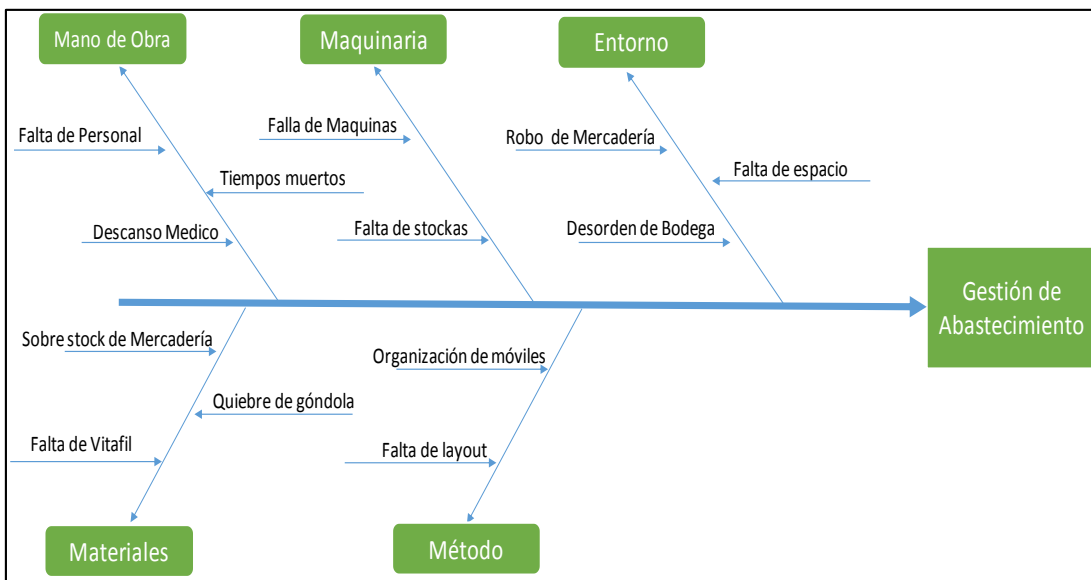 Mano de Obra
Maquinaria
Entorno
Falta de Personal
Falla de Maquinas
Robo de Mercadería
Tiempos muertos
Falta de espacio
Descanso Medico
Falta de stockas
Desorden de Bodega
Gestión de
Abastecimiento
Sobre stock de Mercadería
Organización de móviles
Quiebre de góndola
Falta de Vitafil
Falta de layout
Materiales
Método